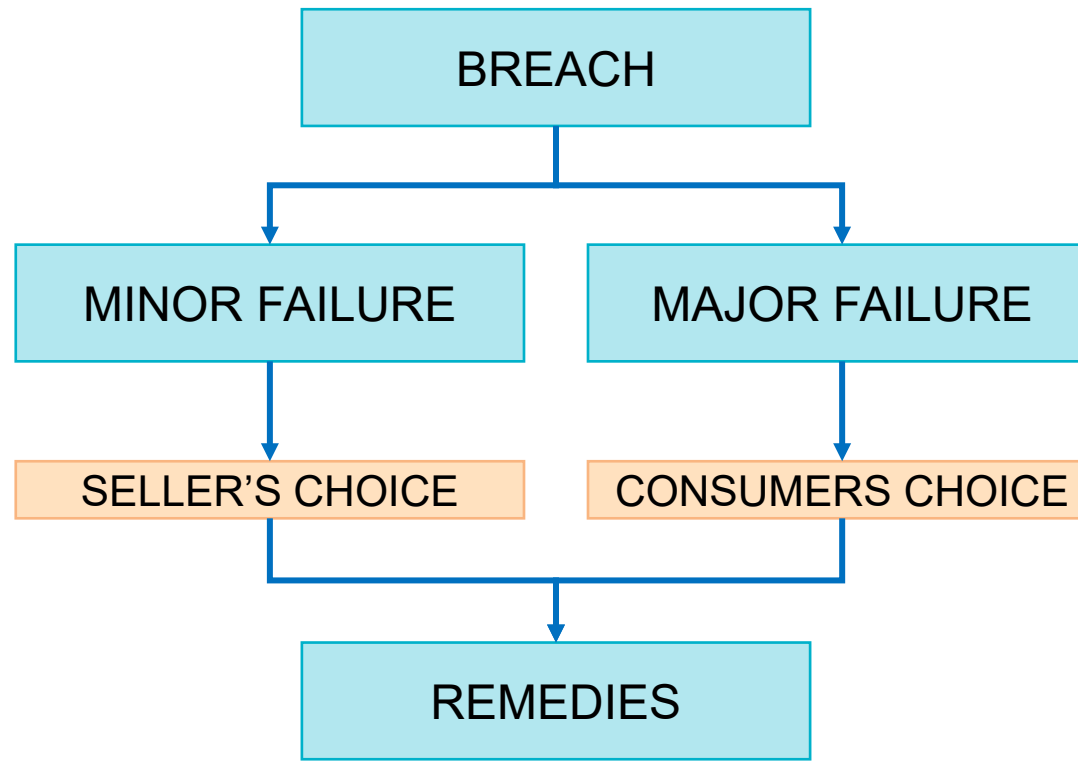 BREACH
MINOR FAILURE
MAJOR FAILURE
SELLER’S CHOICE
CONSUMERS CHOICE
REMEDIES